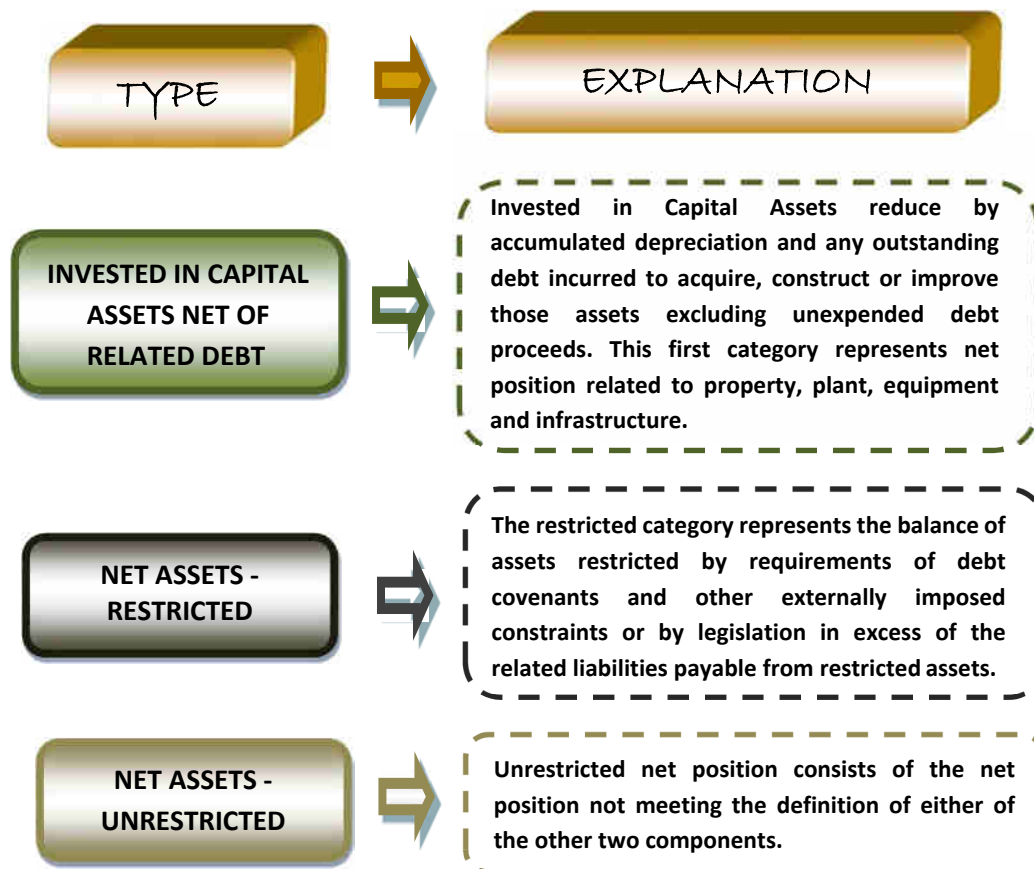 TYPE
EXPLANATION
INVESTED IN CAPITAL
ASSETS NET OF
RELATED DEBT
Invested in Capital Assets reduce by
accumulated depreciation and any outstanding
debt incurred to acquire, construct or improve
those assets excluding unexpended debt
proceeds. This first category represents net
position related to property, plant, equipment
and infrastructure.
NET ASSETS -
RESTRICTED
The restricted category represents the balance of
assets restricted by requirements of debt
covenants and other externally imposed
constraints or by legislation in excess of the
related liabilities payable from restricted assets.
NET ASSETS -
UNRESTRICTED
Unrestricted net position consists of the net
position not meeting the definition of either of
the other two components.